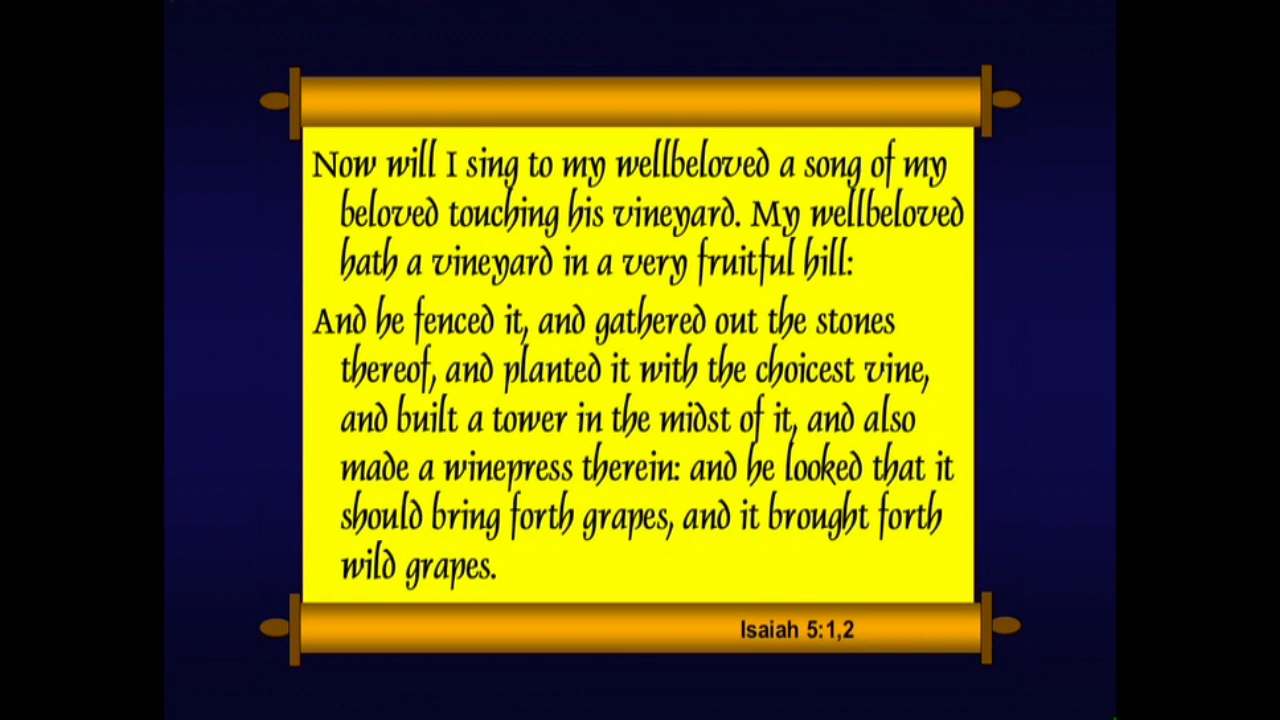 Now will I sing to my wellbeloved a song of my
beloved touching his vineyard. My wellbeloved
hath a vineyard in a very fruitful hill:
And he fenced it, and gathered out the stones
thereof, and planted it with the choicest vine,
and built a tower in the midst of it, and also
made a winepress therein: and he looked that it
should bring forth grapes, and it brought forth
wild grapes.
Isaiah 5:1,2